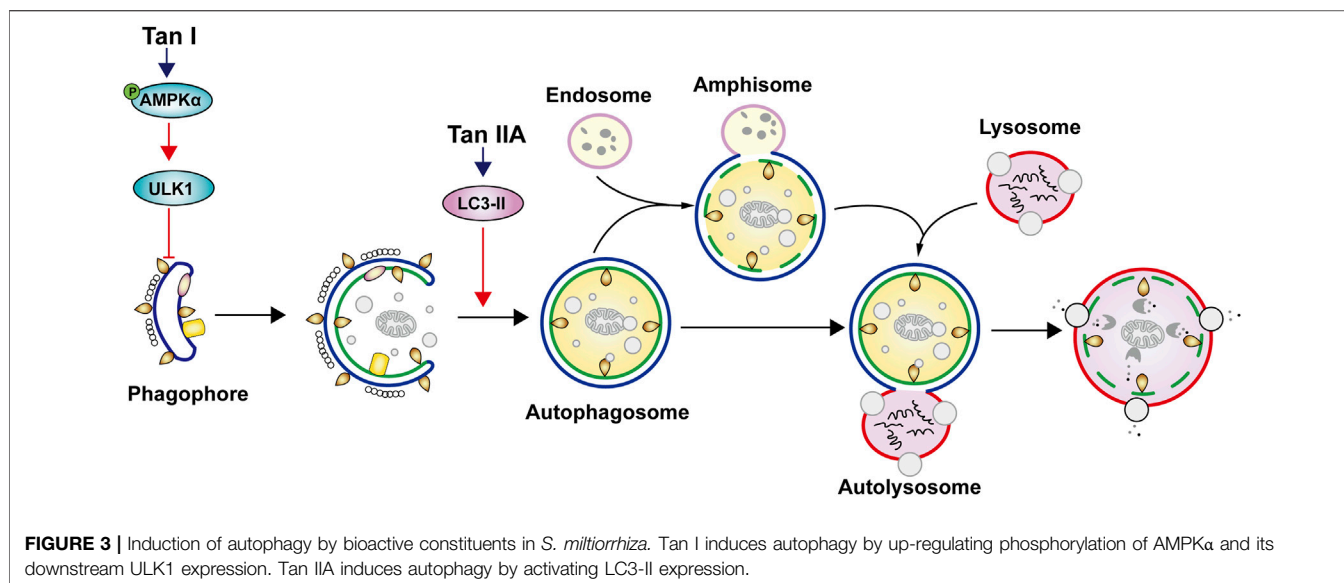 Tan I
P
AMPKα
ULK1
Phagophore
Tan IIA
LC3-II
Endosome
Amphisome
Lysosome
Autophagosome
Autolysosome
FIGURE 3 | Induction of autophagy by bioactive constituents in S. miltiorrhiza. Tan I induces autophagy by up-regulating phosphorylation of AMPKα and its
downstream ULK1 expression. Tan IIA induces autophagy by activating LC3-II expression.